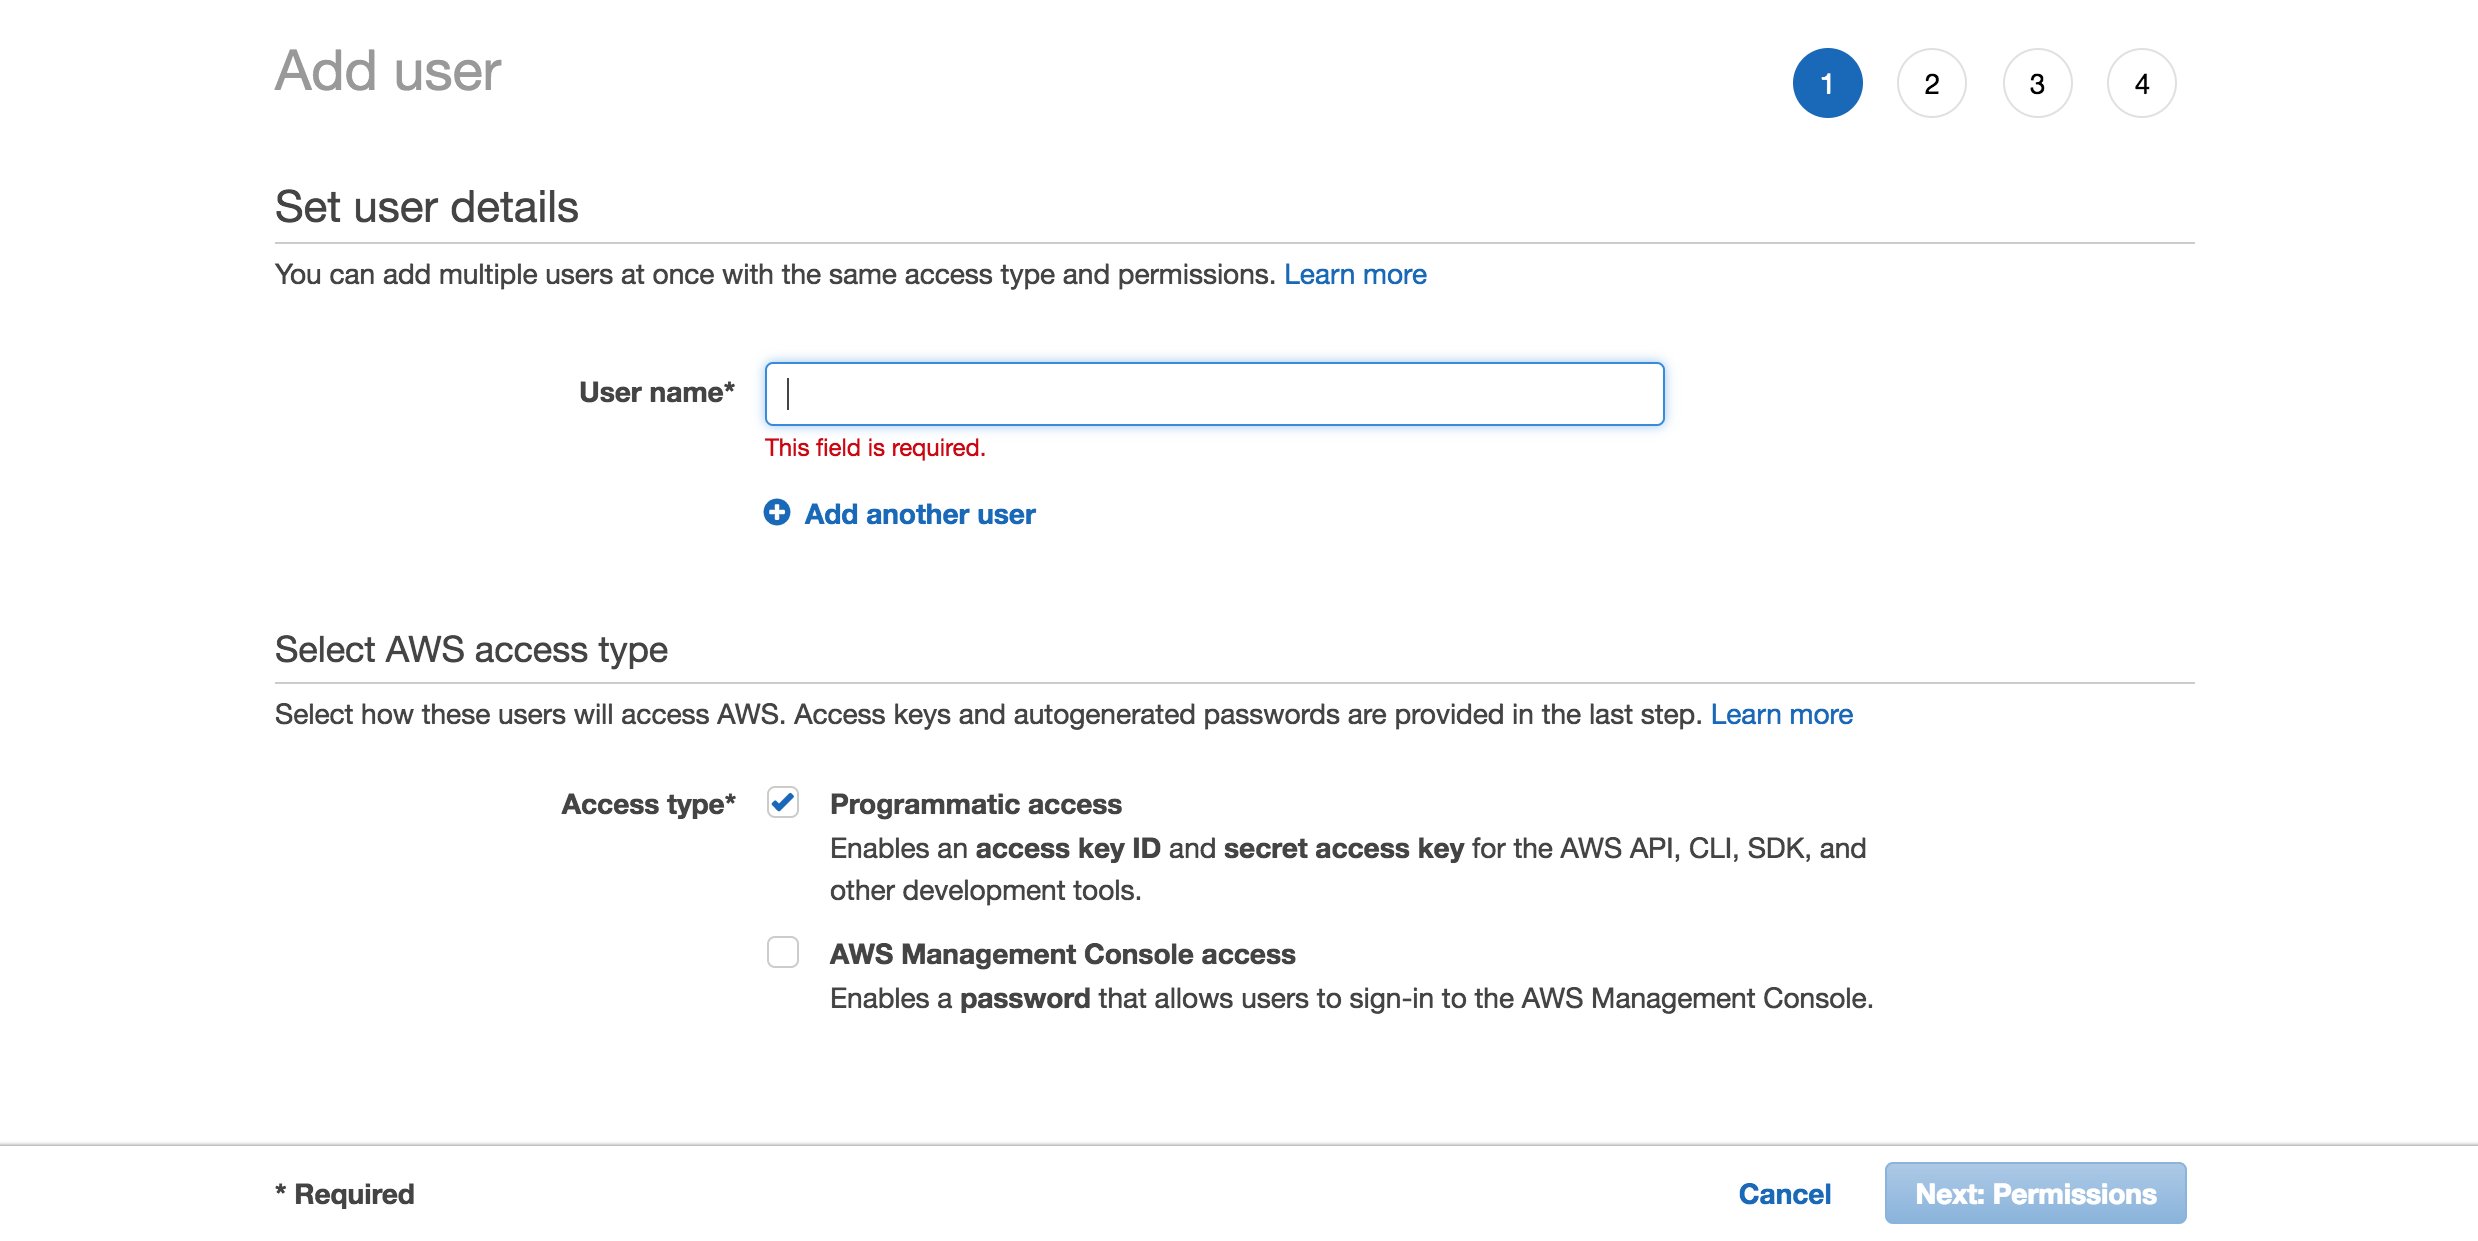 Add user
1 2 3 4
Set user details
You can add multiple users at once with the same access type and permissions. Learn more
User name*
This field is required.
Add another user
Select AWS access type
Select how these users will access AWS. Access keys and autogenerated passwords are provided in the last step. Learn more
Access type* Programmatic access
Enables an access key ID and secret access key for the AWS API, CLI, SDK, and
other development tools.
AWS Management Console access
Enables a password that allows users to sign-in to the AWS Management Console.
* Required Cancel Next: Permissions